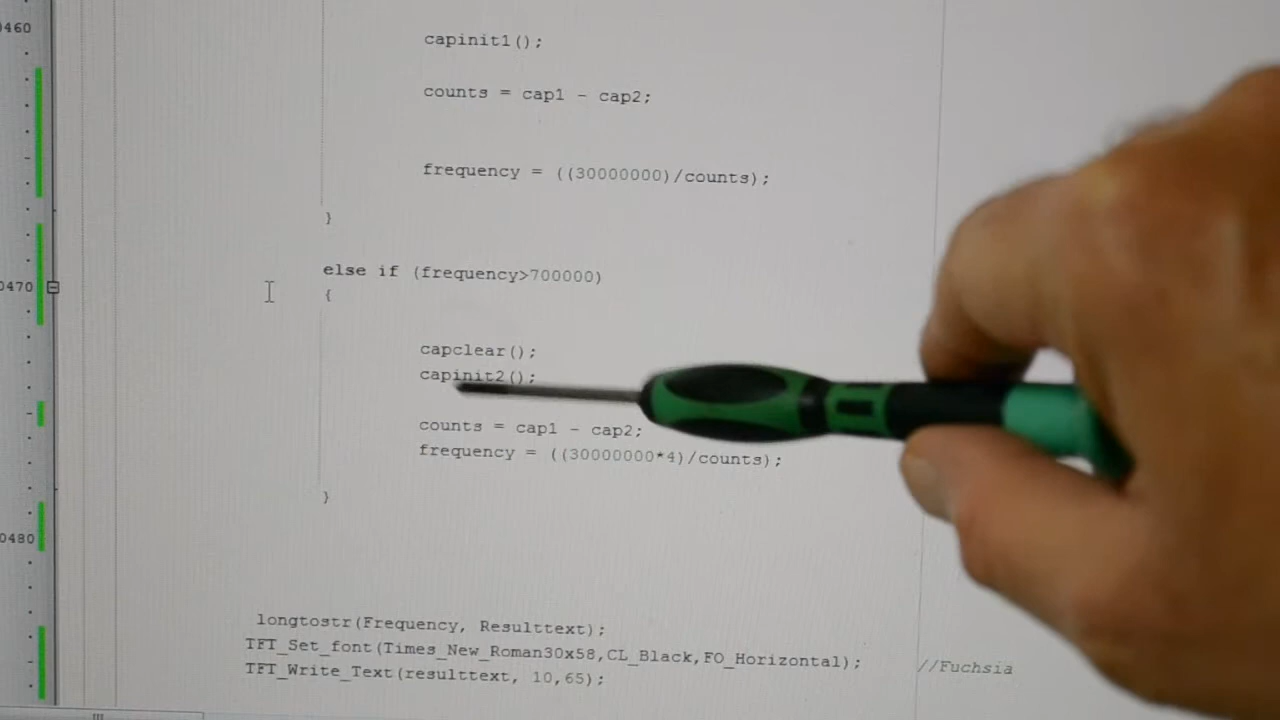 0460
capinit1();
counts = cap1 - cap2;
frequency = ((30000000)/counts);
}
else if (frequency>700000)
0470
{
capclear();
capinit2();
counts = cap1 - cap2;
frequency = ((30000000*4)/counts);
}
0480
longtostr(Frequency, Resulttext);
TFT_Set_font(Times_New_Roman30x58,CL_Black,FO_Horizontal); //Fuchsia
TFT_Write_Text(resulttext, 10,65);